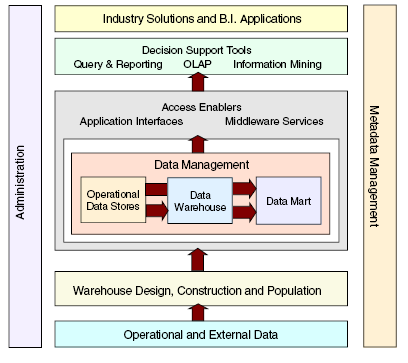 Industry Solutions and B.I. Applications
Decision Support Tools
Query & Reporting OLAP Information Mining
Access Enablers
Application Interfaces Middleware Services
Data Management
Operational
Data Stores
Data
Warehouse
Data Mart
Warehouse Design, Construction and Population
Operational and External Data
Administration
Metadata Management